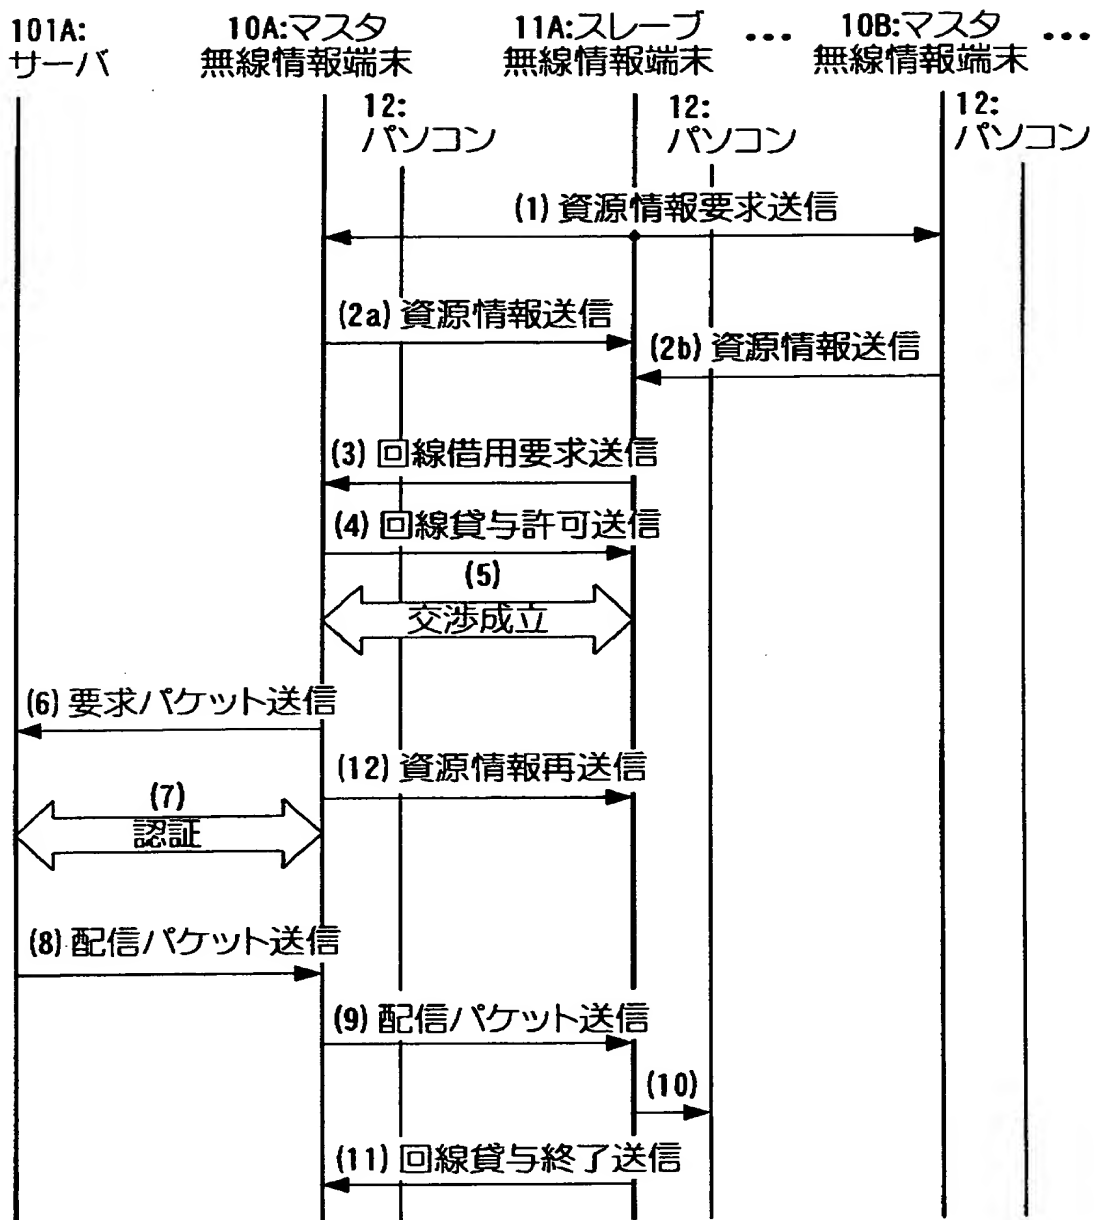 101A:
サーバ
10A:マスタ
無線情報端末
11A:スレーブ
無線情報端末
•••
10B:マスタ
無線情報端末
•••
12:
パソコン
12:
パソコン
12:
パソコン
(1) 資源情報要求送信
(2a) 資源情報送信
(2b) 資源情報送信
(3) 回線借用要求送信
(4) 回線貸与許可送信
(5)
交渉成立
(6) 要求パケット送信
(12) 資源情報再送信
(7)
認証
(8) 配信パケット送信
(9) 配信パケット送信
(10)
(11) 回線貸与終了送信